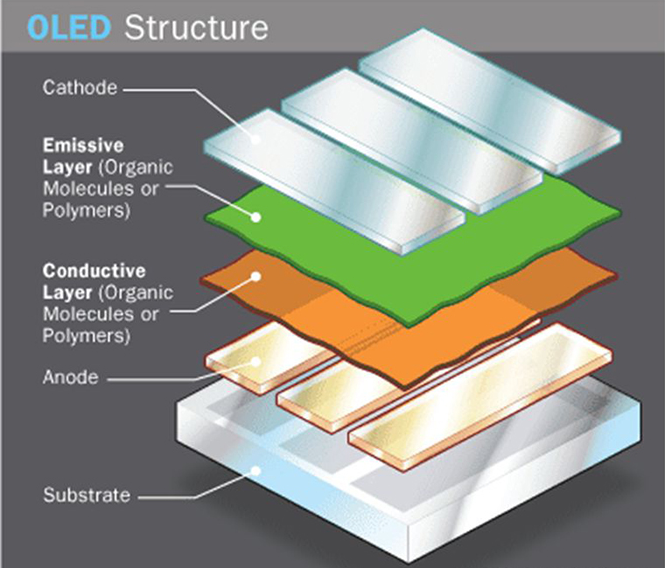 OLED Structure
Cathode
Emissive
Layer (Organic
Molecules or
Polymers)
Conductive
Layer (Organic
Molecules or
Polymers)
Anode
Substrate